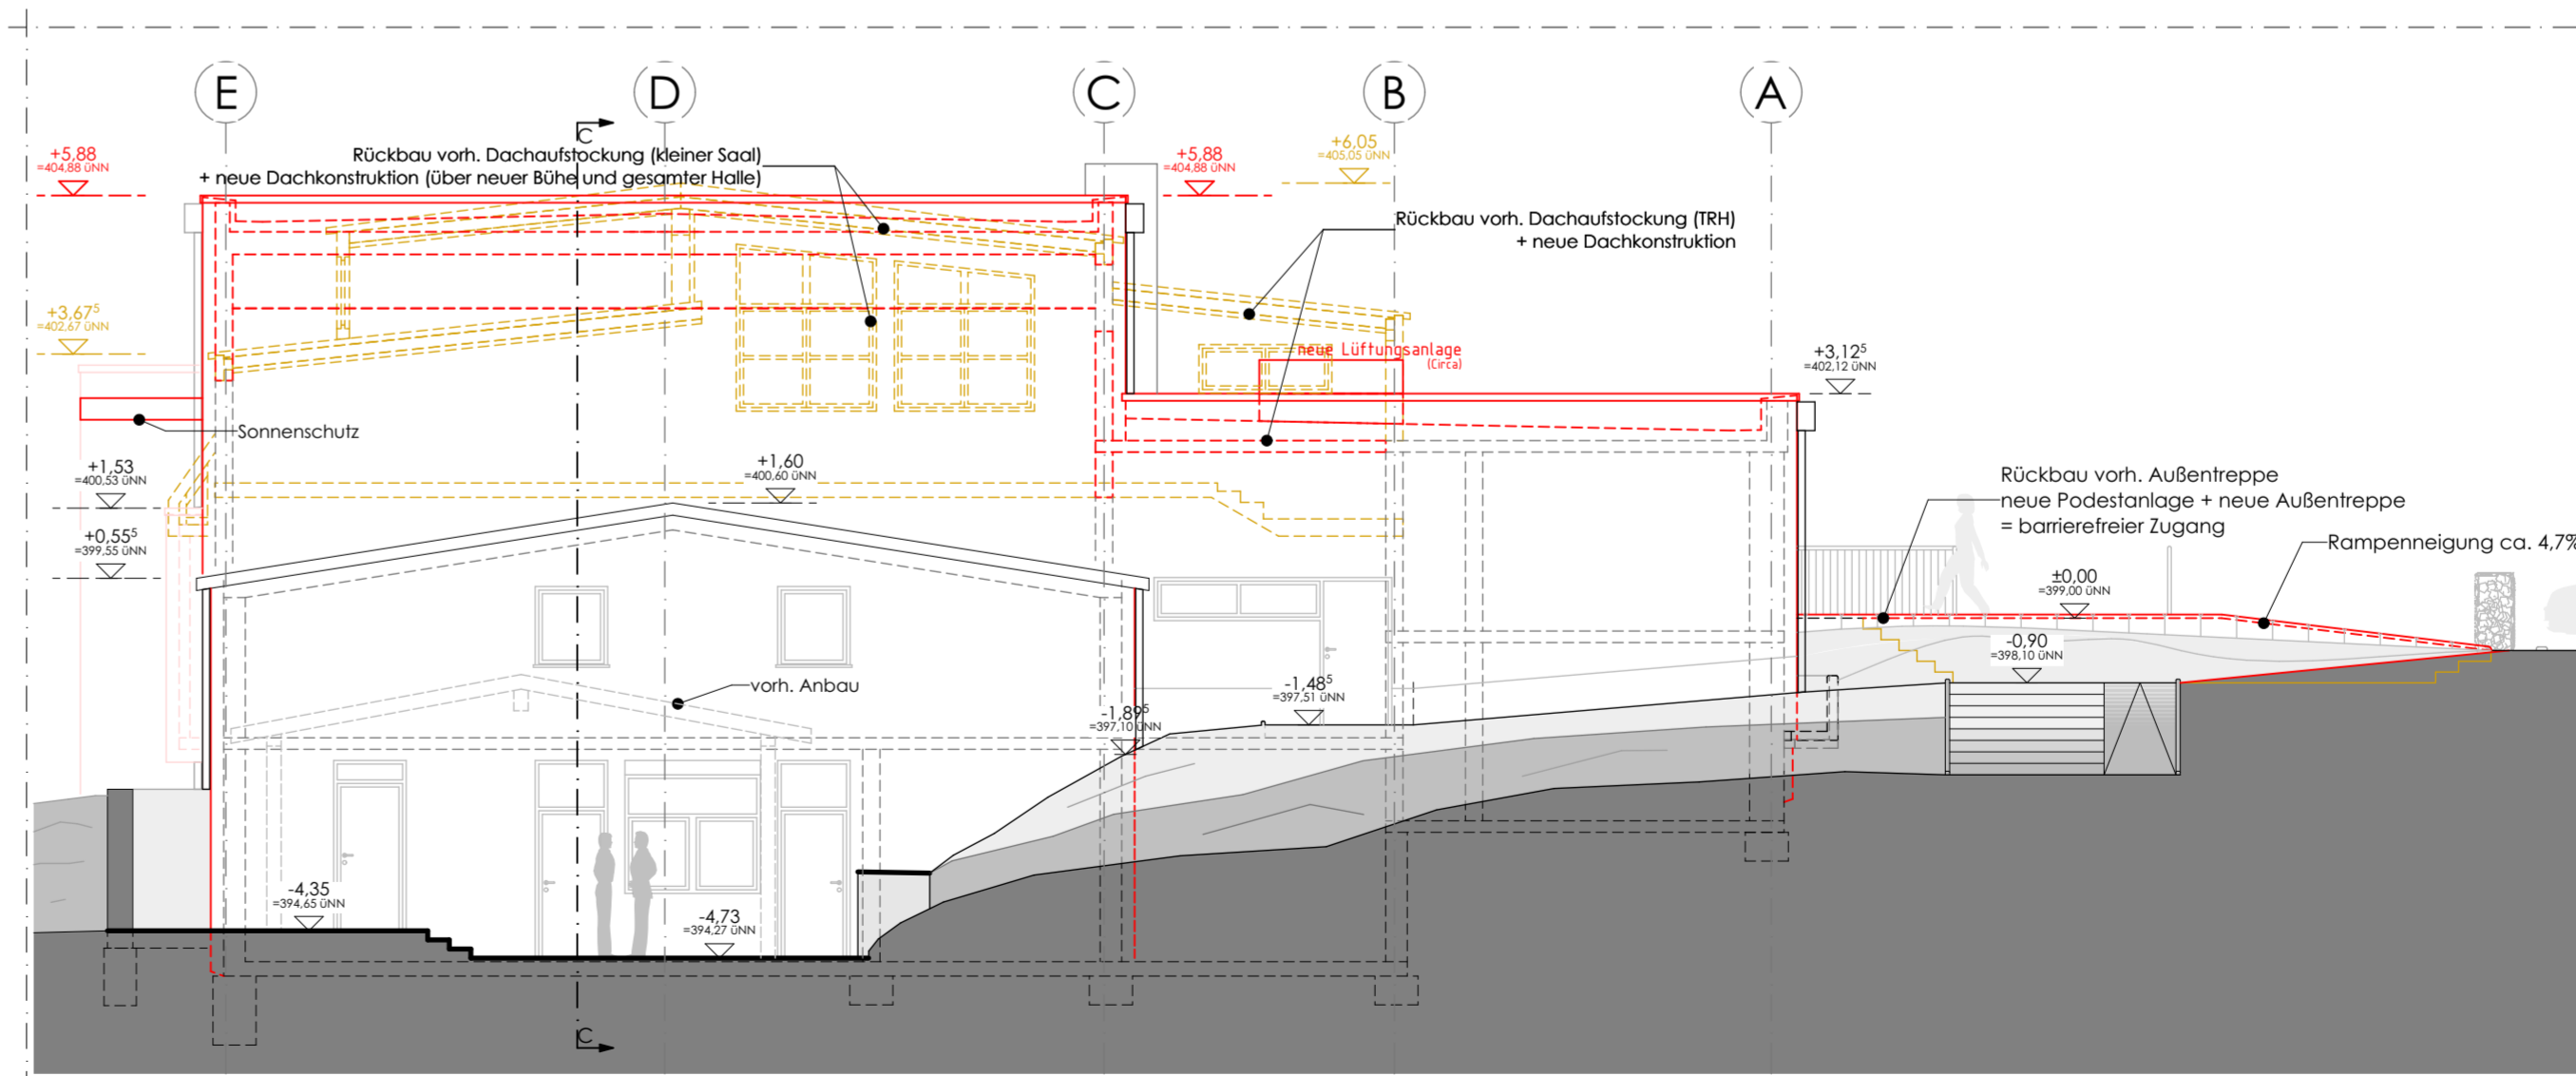 E
D
C
B
A
C
Rückbau vorh. Dachaufstockung (kleiner Saal)
+ neue Dachkonstruktion (über neuer Bühe und gesamter Halle)
+5,88
=404,88 üNN
+5,88
=404,88 üNN
+6,05
=405,05 üNN
Rückbau vorh. Dachaufstockung (TRH)
+ neue Dachkonstruktion
+3,67⁵
=402,67 üNN
neue Lüftungsanlage
(Circa)
+3,12⁵
=402,12 üNN
Sonnenschutz
+1,53
=400,53 üNN
+1,60
=400,60 üNN
+0,55⁵
=399,55 üNN
Rückbau vorh. Außentreppe
neue Podestanlage + neue Außentreppe
= barrierefreier Zugang
Rampenneigung ca. 4,7%
±0,00
=399,00 üNN
-0,90
=398,10 üNN
vorh. Anbau
-1,48⁵
=397,51 üNN
-1,89⁵
=397,10 üNN
-4,35
=394,65 üNN
-4,73
=394,27 üNN
C